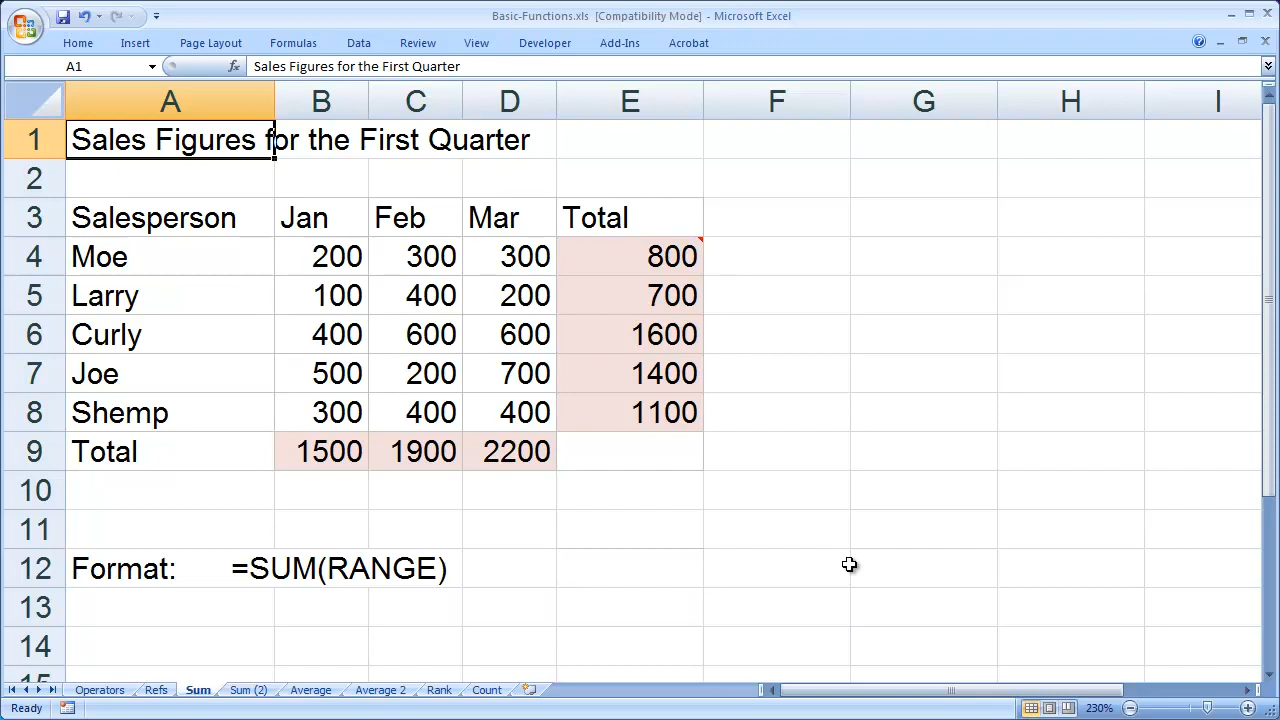 Basic-Functions.xls [Compatibility Mode] - Microsoft Excel
Home Insert Page Layout Formulas Data Review View Developer Add-Ins Acrobat
A1 fx Sales Figures for the First Quarter
A B C D E F G H I
1 Sales Figures for the First Quarter
2
3 Salesperson Jan Feb Mar Total
4 Moe 200 300 300 800
5 Larry 100 400 200 700
6 Curly 400 600 600 1600
7 Joe 500 200 700 1400
8 Shemp 300 400 400 1100
9 Total 1500 1900 2200
10
11
12 Format: =SUM(RANGE)
13
14
15
Operators Refs Sum Sum (2) Average Average 2 Rank Count
Ready 230%